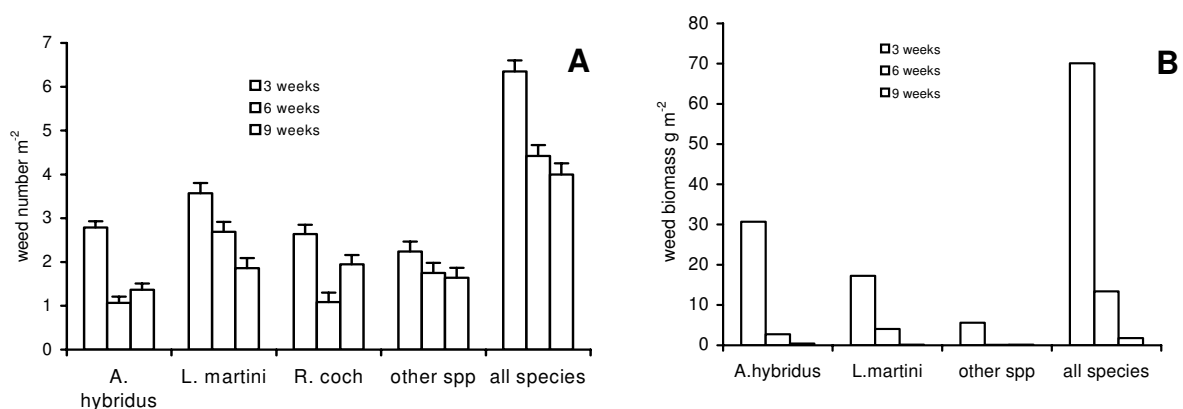 A
7
6
5
4
3
2
1
0
weed number m-2
3 weeks
6 weeks
9 weeks
A.
hybridus
L. martini
R. coch
other spp
all species
B
80
70
60
50
40
30
20
10
0
weed biomass g m-2
3 weeks
6 weeks
9 weeks
A.hybridus
L.martini
other spp
all species